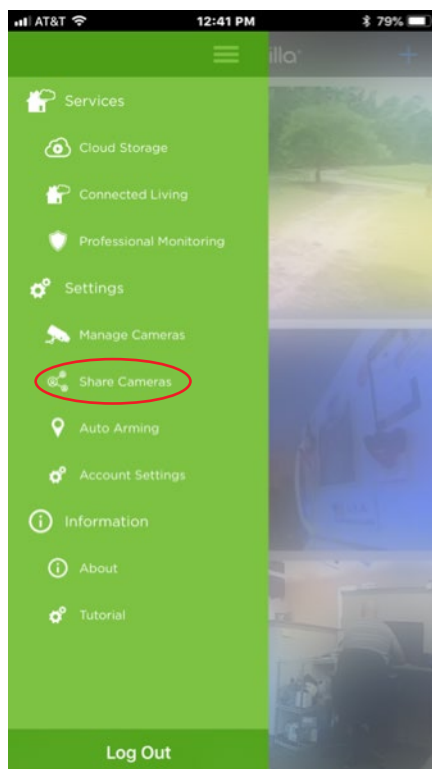 AT&T 12:41 PM 79%
illa
Services
Cloud Storage
Connected Living
Professional Monitoring
Settings
Manage Cameras
Share Cameras
Auto Arming
Account Settings
Information
About
Tutorial
Log Out